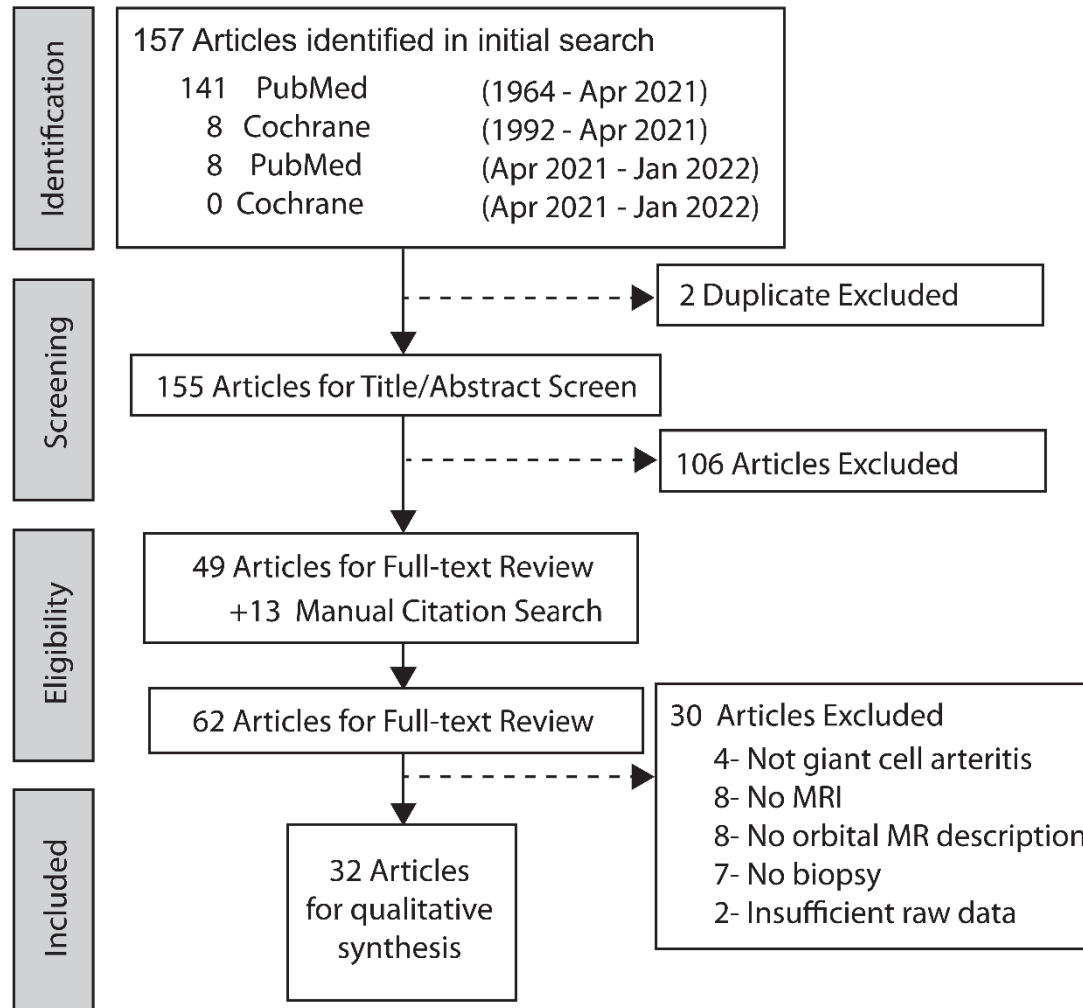 Identification
157 Articles identified in initial search
141 PubMed (1964 - Apr 2021)
8 Cochrane (1992 - Apr 2021)
8 PubMed (Apr 2021 - Jan 2022)
0 Cochrane (Apr 2021 - Jan 2022)
Screening
2 Duplicate Excluded
155 Articles for Title/Abstract Screen
106 Articles Excluded
Eligibility
49 Articles for Full-text Review
+13 Manual Citation Search
62 Articles for Full-text Review
30 Articles Excluded
4- Not giant cell arteritis
8- No MRI
8- No orbital MR description
7- No biopsy
2- Insufficient raw data
Included
32 Articles
for qualitative
synthesis